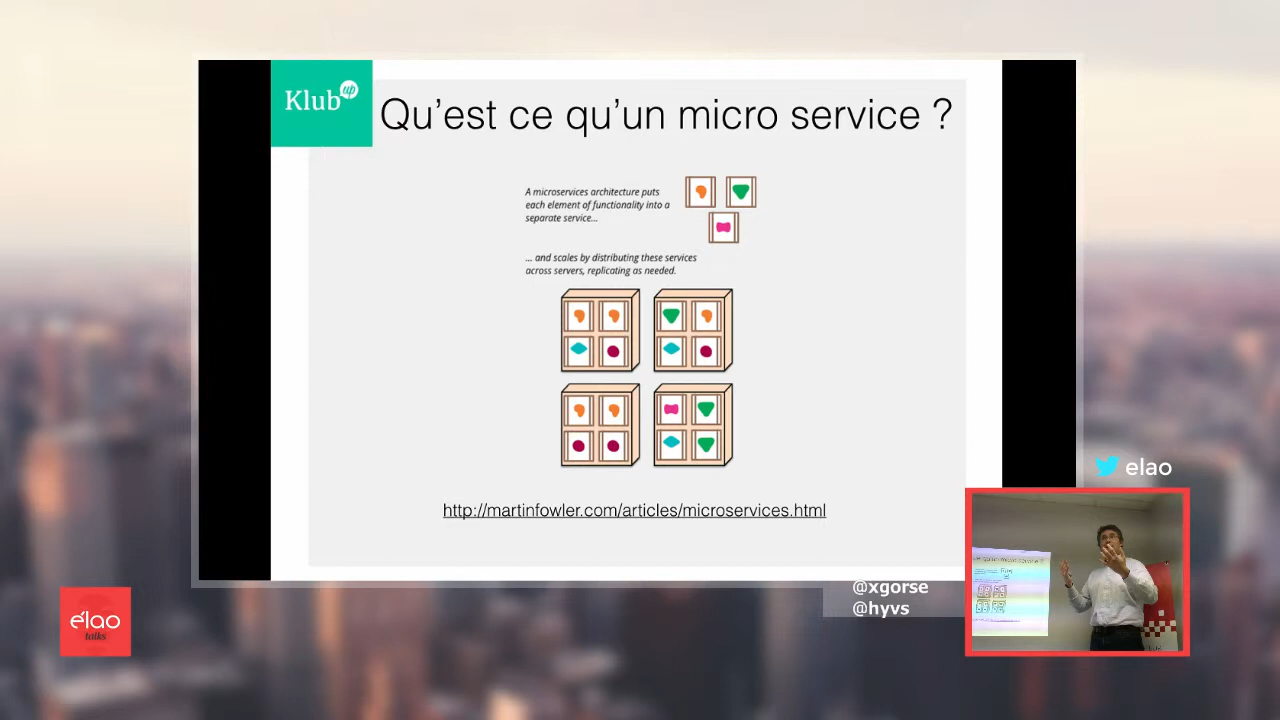 Klub up
Qu'est ce qu'un micro service ?
A microservices architecture puts
each element of functionality into a
separate service...
... and scales by distributing these services
across servers, replicating as needed.
http://martinfowler.com/articles/microservices.html
elao
@xgorse
@hyvs
élao
talks